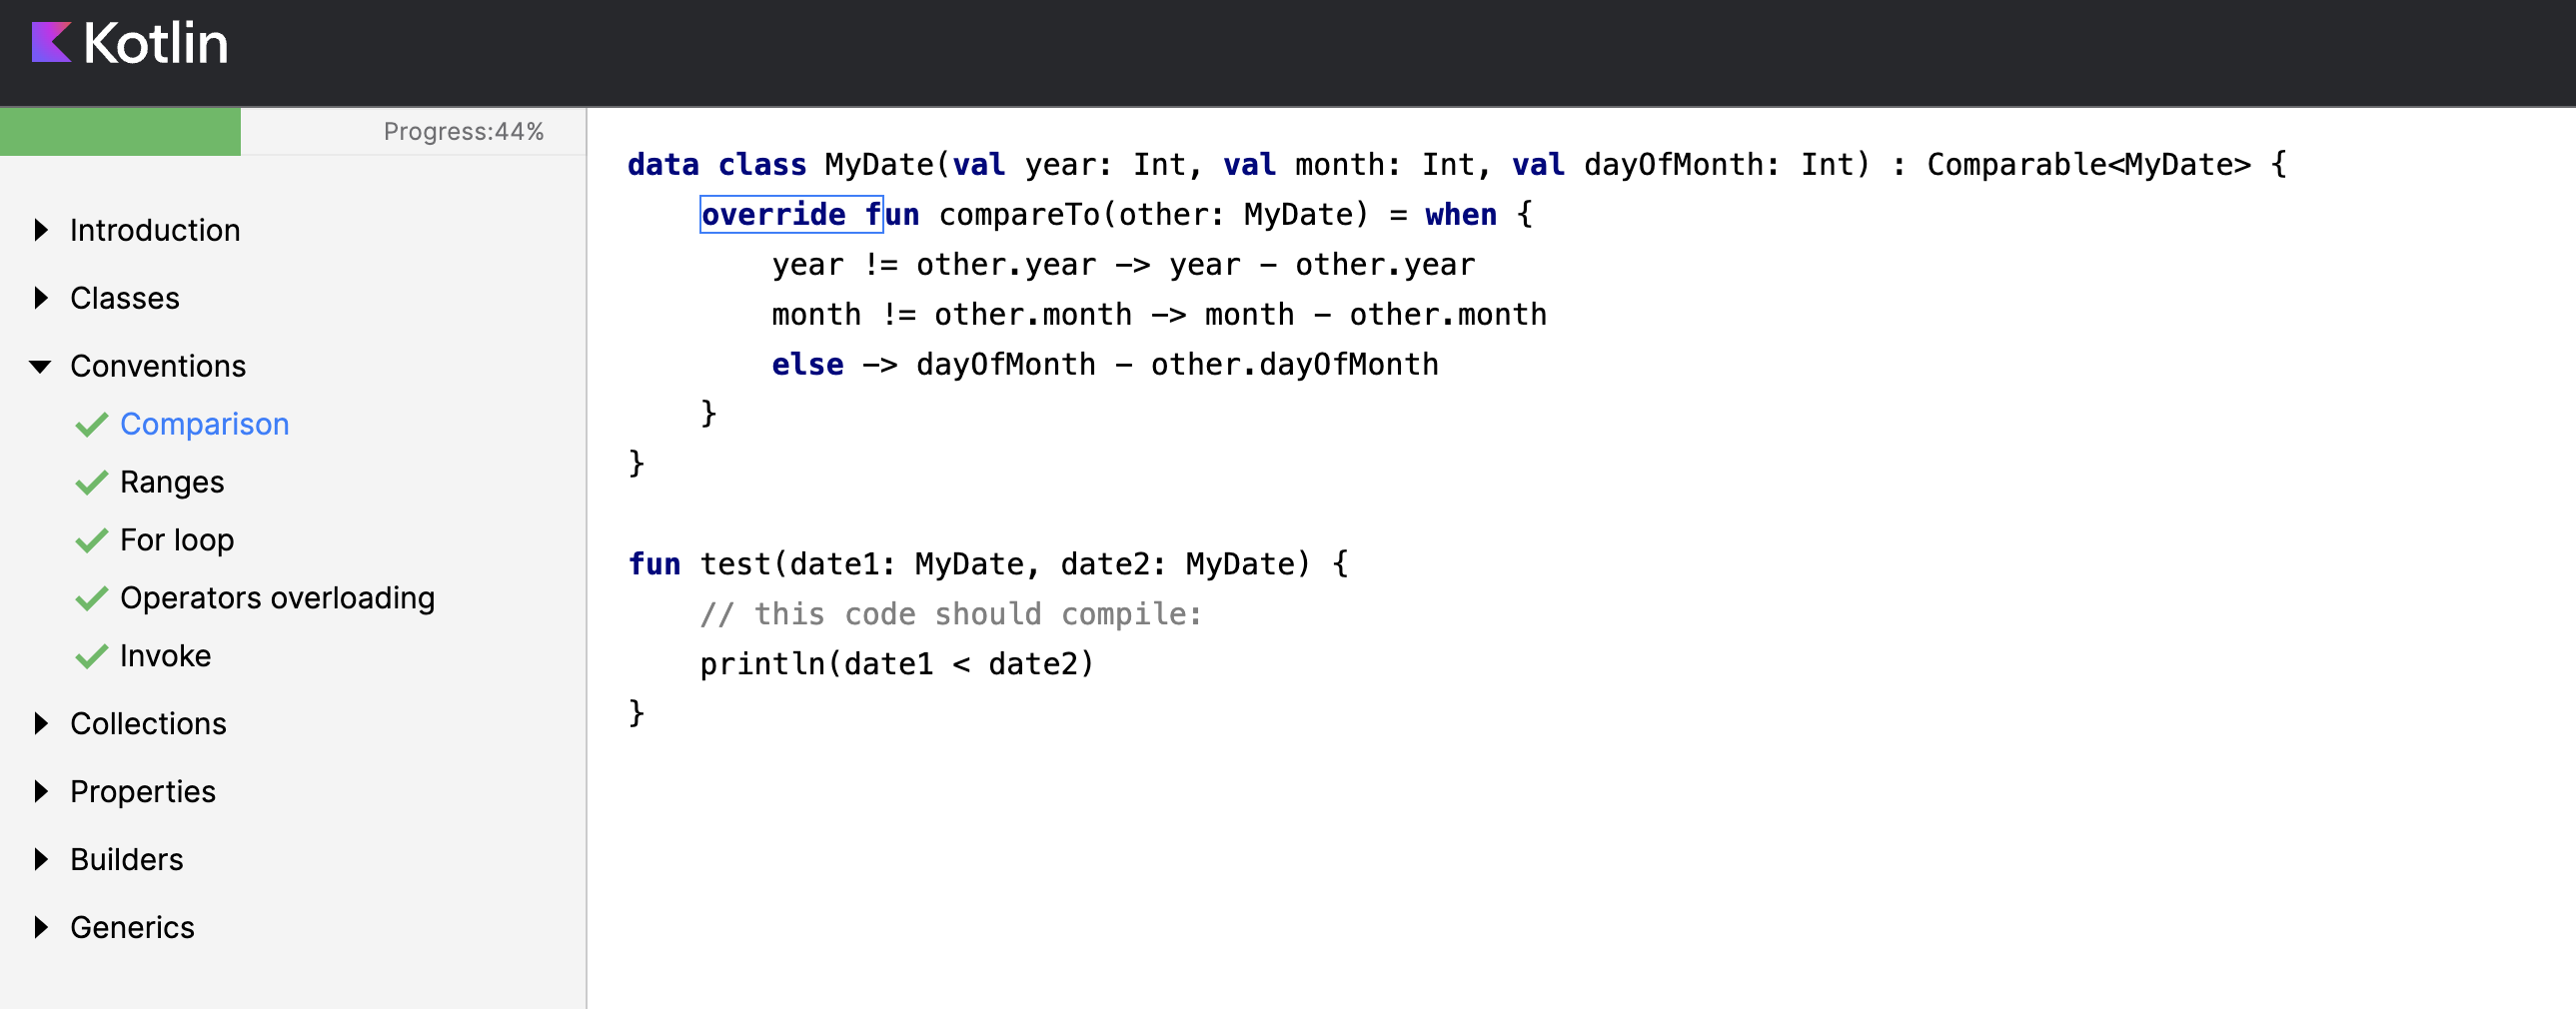 Kotlin
Progress:44%
Introduction
Classes
Conventions
Comparison
Ranges
For loop
Operators overloading
Invoke
Collections
Properties
Builders
Generics
data class MyDate(val year: Int, val month: Int, val dayOfMonth: Int) : Comparable<MyDate> {
    override fun compareTo(other: MyDate) = when {
        year != other.year -> year - other.year
        month != other.month -> month - other.month
        else -> dayOfMonth - other.dayOfMonth
    }
}
fun test(date1: MyDate, date2: MyDate) {
    // this code should compile:
    println(date1 < date2)
}